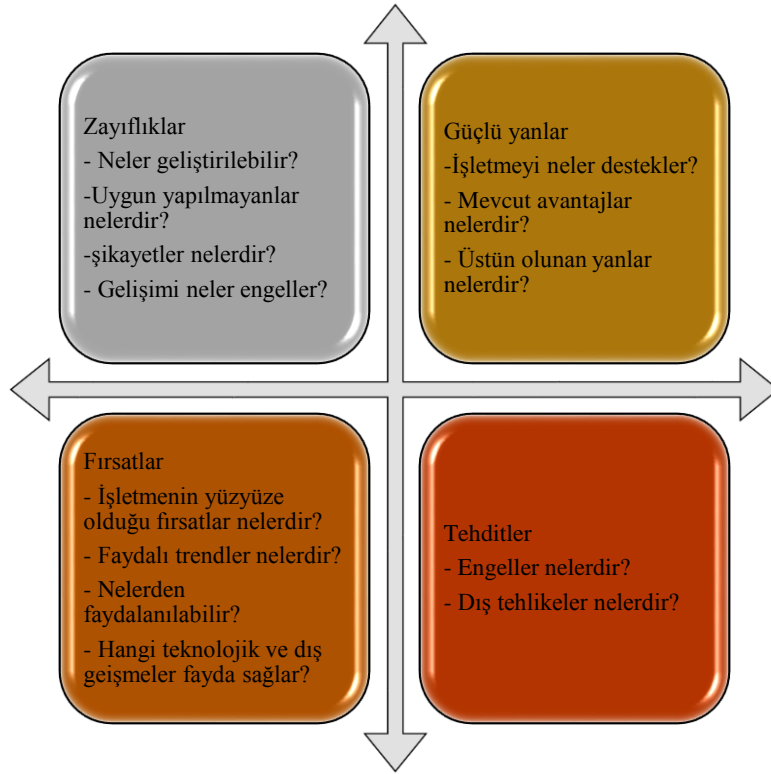 Zayıflıklar
- Neler geliştirilebilir?
-Uygun yapılmayanlar
nelerdir?
-şikayetler nelerdir?
- Gelişimi neler engeller?
Güçlü yanlar
-İşletmeyi neler destekler?
- Mevcut avantajlar
nelerdir?
- Üstün olunan yanlar
nelerdir?
Fırsatlar
- İşletmenin yüzyüze
olduğu fırsatlar nelerdir?
- Faydalı trendler nelerdir?
- Nelerden
faydalanılabilir?
- Hangi teknolojik ve dış
geişmeler fayda sağlar?
Tehditler
- Engeller nelerdir?
- Dış tehlikeler nelerdir?